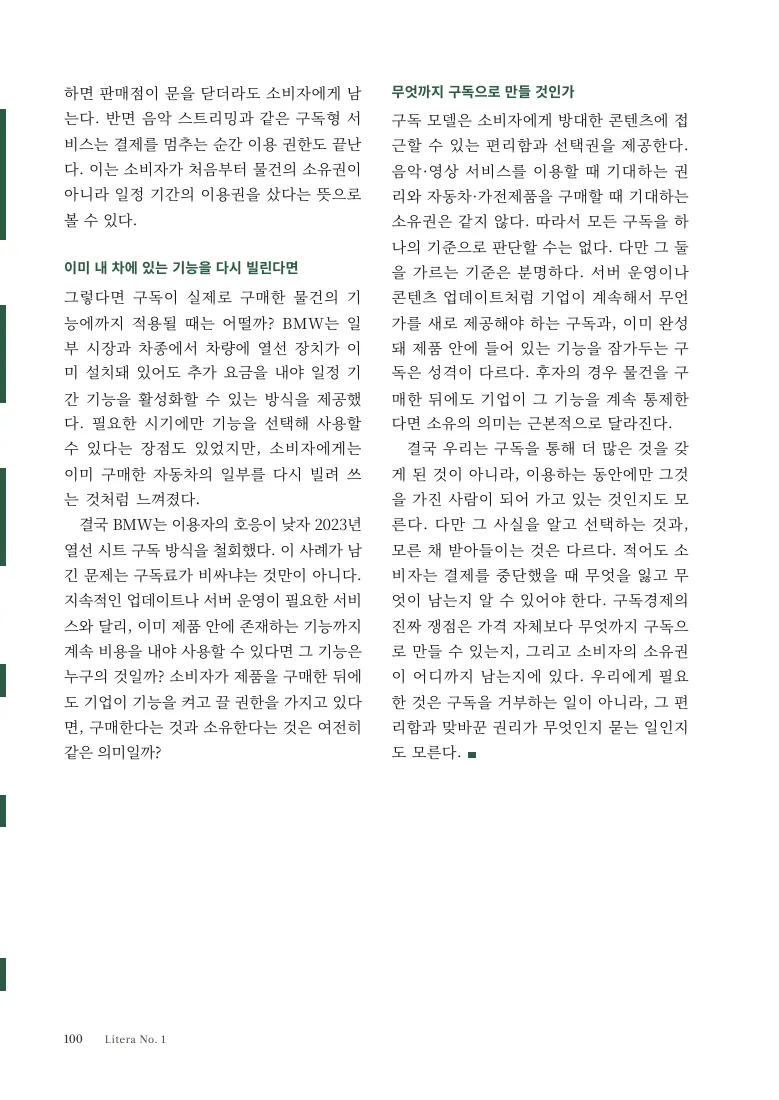 하면 판매점이 문을 닫더라도 소비자에게 남
는다. 반면 음악 스트리밍과 같은 구독형 서
비스는 결제를 멈추는 순간 이용 권한도 끝난
다. 이는 소비자가 처음부터 물건의 소유권이
아니라 일정 기간의 이용권을 샀다는 뜻으로
볼 수 있다.
이미 내 차에 있는 기능을 다시 빌린다면
그렇다면 구독이 실제로 구매한 물건의 기
능에까지 적용될 때는 어떨까? BMW는 일
부 시장과 차종에서 차량에 열선 장치가 이
미 설치돼 있어도 추가 요금을 내야 일정 기
간 기능을 활성화할 수 있는 방식을 제공했
다. 필요한 시기에만 기능을 선택해 사용할
수 있다는 장점도 있었지만, 소비자에게는
이미 구매한 자동차의 일부를 다시 빌려 쓰
는 것처럼 느껴졌다.
결국 BMW는 이용자의 호응이 낮자 2023년
열선 시트 구독 방식을 철회했다. 이 사례가 남
긴 문제는 구독료가 비싸냐는 것만이 아니다.
지속적인 업데이트나 서버 운영이 필요한 서비
스와 달리, 이미 제품 안에 존재하는 기능까지
계속 비용을 내야 사용할 수 있다면 그 기능은
누구의 것일까? 소비자가 제품을 구매한 뒤에
도 기업이 기능을 켜고 끌 권한을 가지고 있다
면, 구매한다는 것과 소유한다는 것은 여전히
같은 의미일까?
무엇까지 구독으로 만들 것인가
구독 모델은 소비자에게 방대한 콘텐츠에 접
근할 수 있는 편리함과 선택권을 제공한다.
음악·영상 서비스를 이용할 때 기대하는 권
리와 자동차·가전제품을 구매할 때 기대하는
소유권은 같지 않다. 따라서 모든 구독을 하
나의 기준으로 판단할 수는 없다. 다만 그 둘
을 가르는 기준은 분명하다. 서버 운영이나
콘텐츠 업데이트처럼 기업이 계속해서 무언
가를 새로 제공해야 하는 구독과, 이미 완성
돼 제품 안에 들어 있는 기능을 잠가두는 구
독은 성격이 다르다. 후자의 경우 물건을 구
매한 뒤에도 기업이 그 기능을 계속 통제한
다면 소유의 의미는 근본적으로 달라진다.
결국 우리는 구독을 통해 더 많은 것을 갖
게 된 것이 아니라, 이용하는 동안에만 그것
을 가진 사람이 되어 가고 있는 것인지도 모
른다. 다만 그 사실을 알고 선택하는 것과,
모른 채 받아들이는 것은 다르다. 적어도 소
비자는 결제를 중단했을 때 무엇을 잃고 무
엇이 남는지 알 수 있어야 한다. 구독경제의
진짜 쟁점은 가격 자체보다 무엇까지 구독으
로 만들 수 있는지, 그리고 소비자의 소유권
이 어디까지 남는지에 있다. 우리에게 필요
한 것은 구독을 거부하는 일이 아니라, 그 편
리함과 맞바꾼 권리가 무엇인지 묻는 일인지
도 모른다.
100 Litera No. 1